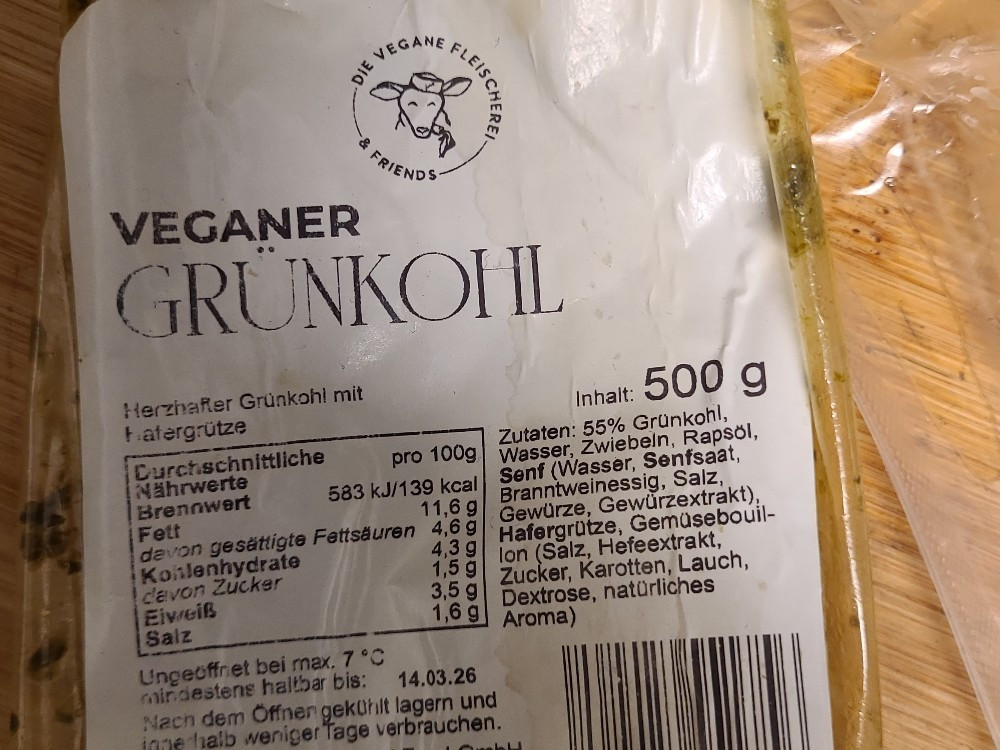 DIE VEGANE FLEISCHEREI
& FRIENDS
VEGANER
GRÜNKOHL
Herzhafter Grünkohl mit
Hafergrütze
Inhalt: 500 g
Durchschnittliche
Nährwerte
pro 100g
Brennwert 583 kJ/139 kcal
Fett 11,6 g
davon gesättigte Fettsäuren 4,6 g
Kohlenhydrate 4,3 g
davon Zucker 1,5 g
Eiweiß 3,5 g
Salz 1,6 g
Zutaten: 55% Grünkohl,
Wasser, Zwiebeln, Rapsöl,
Senf (Wasser, Senfsaat,
Branntweinessig, Salz,
Gewürze, Gewürzextrakt),
Hafergrütze, Gemüsebouil-
lon (Salz, Hefeextrakt,
Zucker, Karotten, Lauch,
Dextrose, natürliches
Aroma)
Ungeöffnet bei max. 7 °C
mindestens haltbar bis: 14.03.26
Nach dem Öffnen gekühlt lagern und
innerhalb weniger Tage verbrauchen.
GmbH